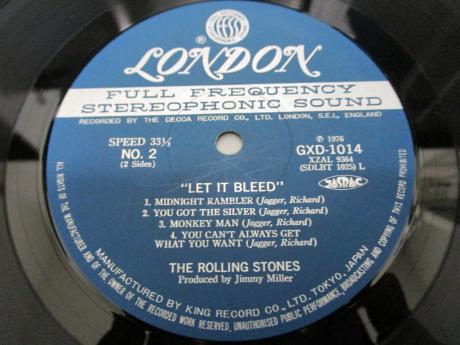 LONDON
FULL FREQUENCY
STEREOPHONIC SOUND
RECORDED BY THE DECCA RECORD CO., LTD. LONDON, S.E.I., ENGLAND
SPEED 33⅓
NO. 2
(2 Sides)
℗ 1976
GXD-1014
XZAL 9364
(SDLBT 1025) L
JASRAC
"LET IT BLEED"
1. MIDNIGHT RAMBLER (Jagger, Richard)
2. YOU GOT THE SILVER (Jagger, Richard)
3. MONKEY MAN (Jagger, Richard)
4. YOU CAN'T ALWAYS GET
WHAT YOU WANT (Jagger, Richard)
THE ROLLING STONES
Produced by Jimmy Miller
MANUFACTURED BY KING RECORD CO., LTD. TOKYO, JAPAN
ALL RIGHTS OF THE MANUFACTURER AND OF THE OWNER OF THE RECORDED WORK RESERVED, UNAUTHORISED PUBLIC PERFORMANCE, BROADCASTING AND COPYING OF THIS RECORD PROHIBITED